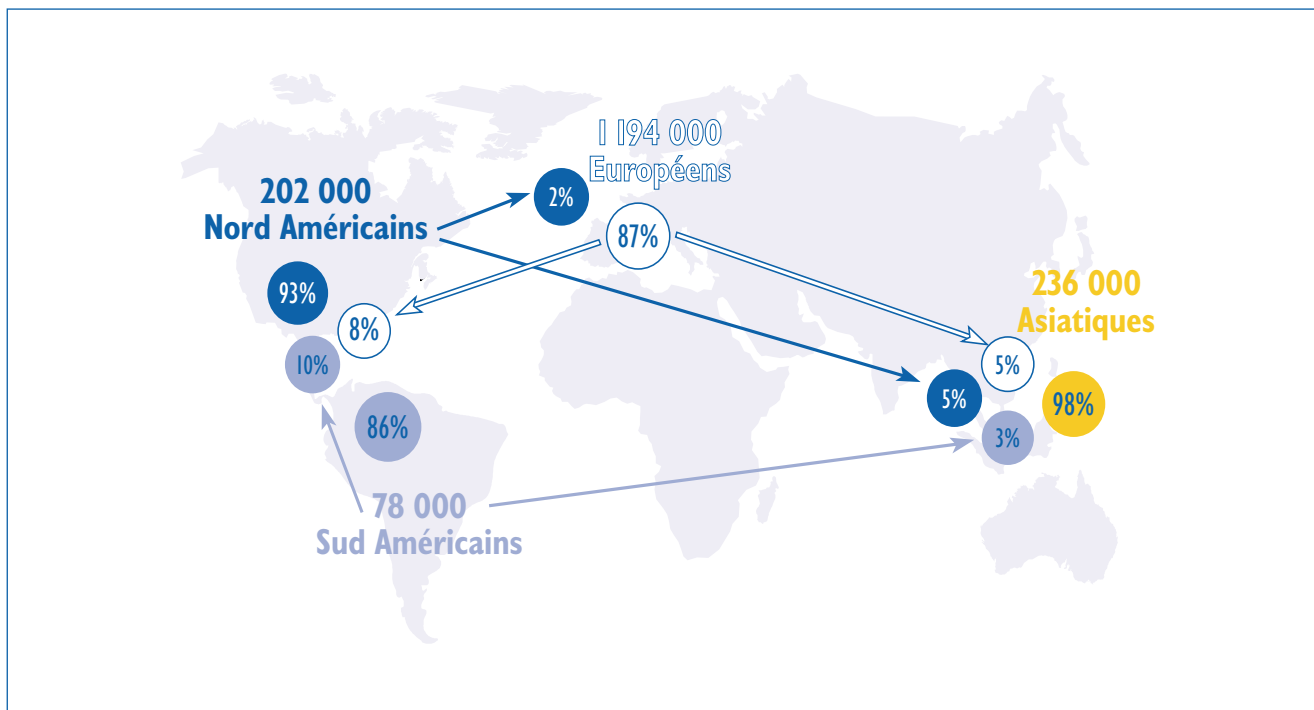 1 194 000
Européens
202 000
Nord Américains
2%
87%
93%
8%
10%
86%
236 000
Asiatiques
5%
5%
98%
3%
78 000
Sud Américains